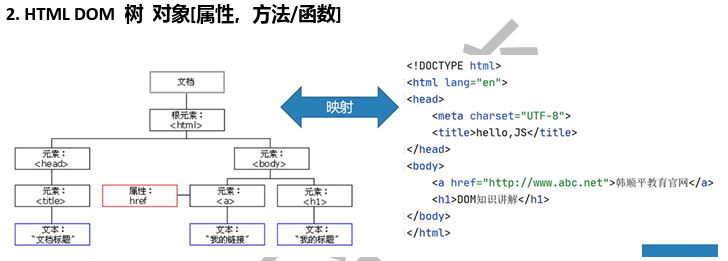 2. HTML DOM 树 对象[属性，方法/函数]
文档
根元素：
<html>
元素：
<head>
元素：
<body>
元素：
<title>
属性：
href
元素：
<a>
元素：
<h1>
文本：
"文档标题"
文本：
"我的链接"
文本：
"我的标题"
映射
<!DOCTYPE html>
<html lang="en">
<head>
<meta charset="UTF-8">
<title>hello,JS</title>
</head>
<body>
<a href="http://www.abc.net">韩顺平教育官网</a>
<h1>DOM知识讲解</h1>
</body>
</html>